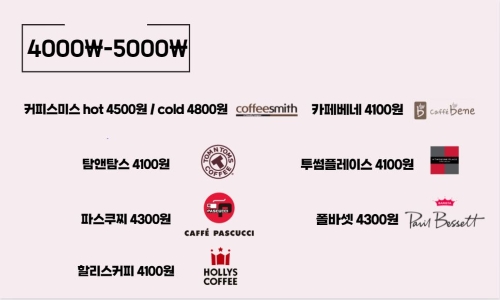 4000₩-5000₩
커피스미스 hot 4500원 / cold 4800원
coffeesmith
카페베네 4100원
B
caffé bene
탐앤탐스 4100원
TOM N TOMS
COFFEE
투썸플레이스 4100원
파스쿠찌 4300원
PASCUCCI
CAFFÉ PASCUCCI
폴바셋 4300원
Paul Bassett
할리스커피 4100원
HOLLYS
COFFEE